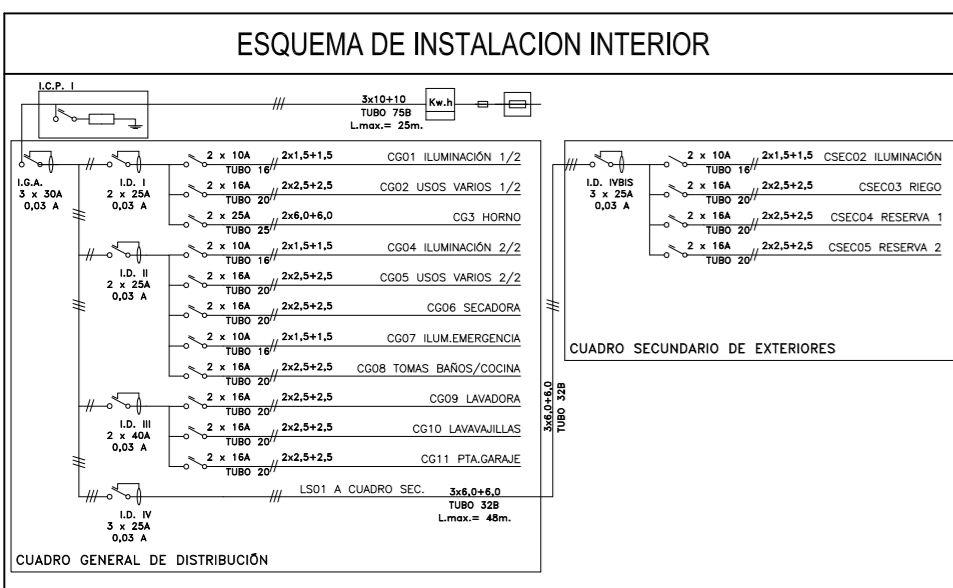 ESQUEMA DE INSTALACION INTERIOR
I.C.P. I
3x10+10
TUBO 75B
L.max.= 25m.
Kw.h
I.G.A.
3 x 30A
0,03 A
I.D. I
2 x 25A
0,03 A
2 x 10A
TUBO 16
2x1,5+1,5
CG01 ILUMINACIÓN 1/2
2 x 16A
TUBO 20
2x2,5+2,5
CG02 USOS VARIOS 1/2
2 x 25A
TUBO 25
2x6,0+6,0
CG3 HORNO
I.D. II
2 x 25A
0,03 A
2 x 10A
TUBO 16
2x1,5+1,5
CG04 ILUMINACIÓN 2/2
2 x 16A
TUBO 20
2x2,5+2,5
CG05 USOS VARIOS 2/2
2 x 16A
TUBO 20
2x2,5+2,5
CG06 SECADORA
2 x 10A
TUBO 16
2x1,5+1,5
CG07 ILUM.EMERGENCIA
2 x 16A
TUBO 20
2x2,5+2,5
CG08 TOMAS BAÑOS/COCINA
I.D. III
2 x 40A
0,03 A
2 x 16A
TUBO 20
2x2,5+2,5
CG09 LAVADORA
2 x 16A
TUBO 20
2x2,5+2,5
CG10 LAVAVAJILLAS
2 x 16A
TUBO 20
2x2,5+2,5
CG11 PTA.GARAJE
I.D. IV
3 x 25A
0,03 A
LS01 A CUADRO SEC.
3x6,0+6,0
TUBO 32B
L.max.= 48m.
CUADRO GENERAL DE DISTRIBUCIÓN
3x6,0+6,0
TUBO 32B
I.D. IVBIS
3 x 25A
0,03 A
2 x 10A
TUBO 16
2x1,5+1,5
CSEC02 ILUMINACIÓN
2 x 16A
TUBO 20
2x2,5+2,5
CSEC03 RIEGO
2 x 16A
TUBO 20
2x2,5+2,5
CSEC04 RESERVA 1
2 x 16A
TUBO 20
2x2,5+2,5
CSEC05 RESERVA 2
CUADRO SECUNDARIO DE EXTERIORES